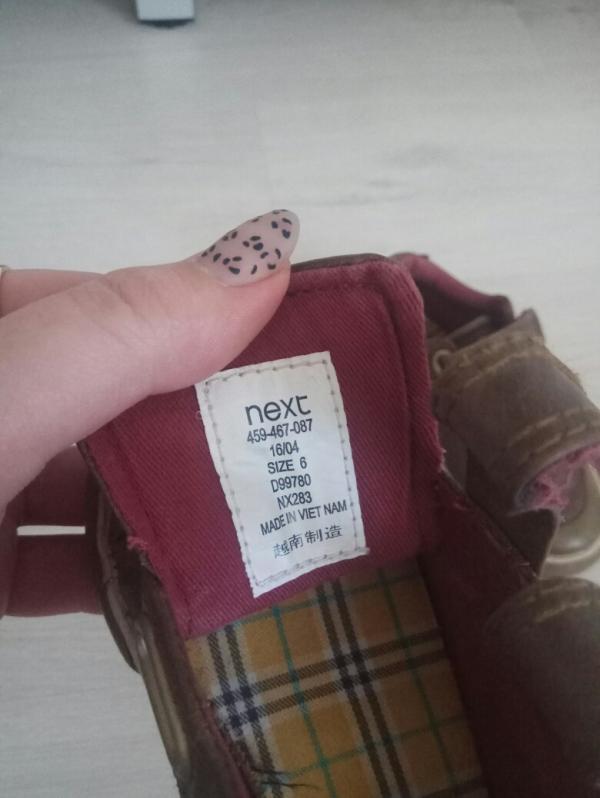 next
459-467-087
16/04
SIZE 6
D99780
NX283
MADE IN VIET NAM
越南制造